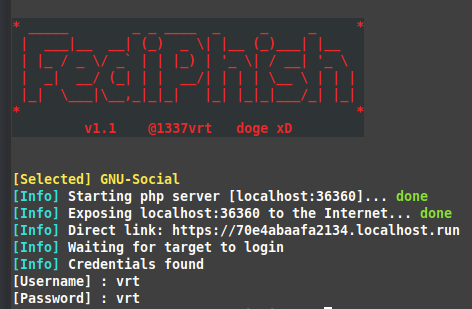 FediPhish
v1.1 @1337vrt doge xD
[Selected] GNU-Social
[Info] Starting php server [localhost:36360]... done
[Info] Exposing localhost:36360 to the Internet... done
[Info] Direct link: https://70e4abaafa2134.localhost.run
[Info] Waiting for target to login
[Info] Credentials found
[Username] : vrt
[Password] : vrt